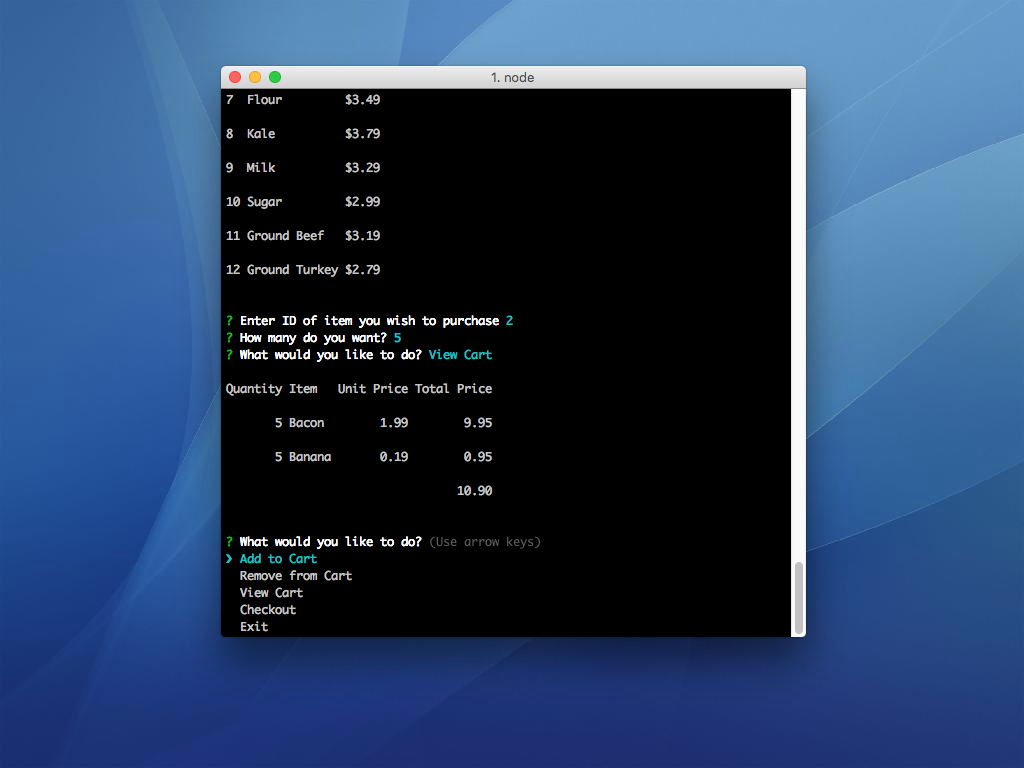 1. node
7  Flour         $3.49
8  Kale          $3.79
9  Milk          $3.29
10 Sugar         $2.99
11 Ground Beef   $3.19
12 Ground Turkey $2.79
? Enter ID of item you wish to purchase 2
? How many do you want? 5
? What would you like to do? View Cart
Quantity Item   Unit Price Total Price
       5 Bacon        1.99        9.95
       5 Banana       0.19        0.95
                                 10.90
? What would you like to do? (Use arrow keys)
❯ Add to Cart
  Remove from Cart
  View Cart
  Checkout
  Exit